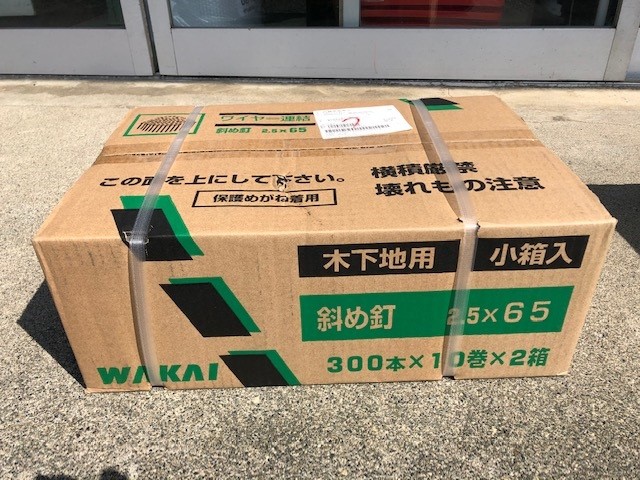 ワイヤー連結
斜め釘 2.5×65
この面を上にして下さい。
保護めがね着用
横積厳禁
壊れもの注意
木下地用
小箱入
斜め釘 2.5×65
WAKAI
300本×10巻×2箱